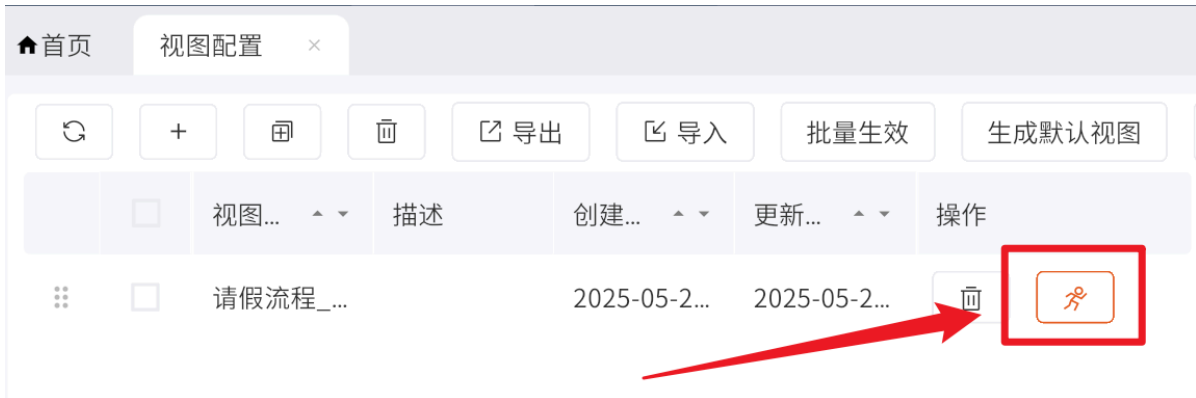 首页 视图配置
导出 导入 批量生效 生成默认视图
视图... 描述 创建... 更新... 操作
请假流程_... 2025-05-2... 2025-05-2...